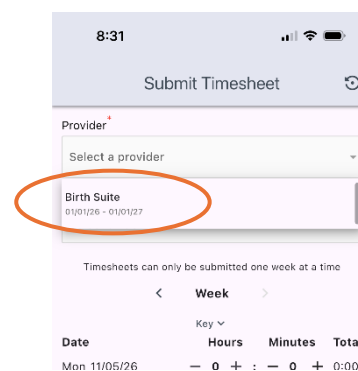 8:31
Submit Timesheet
Provider*
Select a provider
Birth Suite
01/01/26 - 01/01/27
Timesheets can only be submitted one week at a time
< Week >
Key
Date Hours Minutes Tota
Mon 11/05/26 − 0 + : − 0 + 0:00